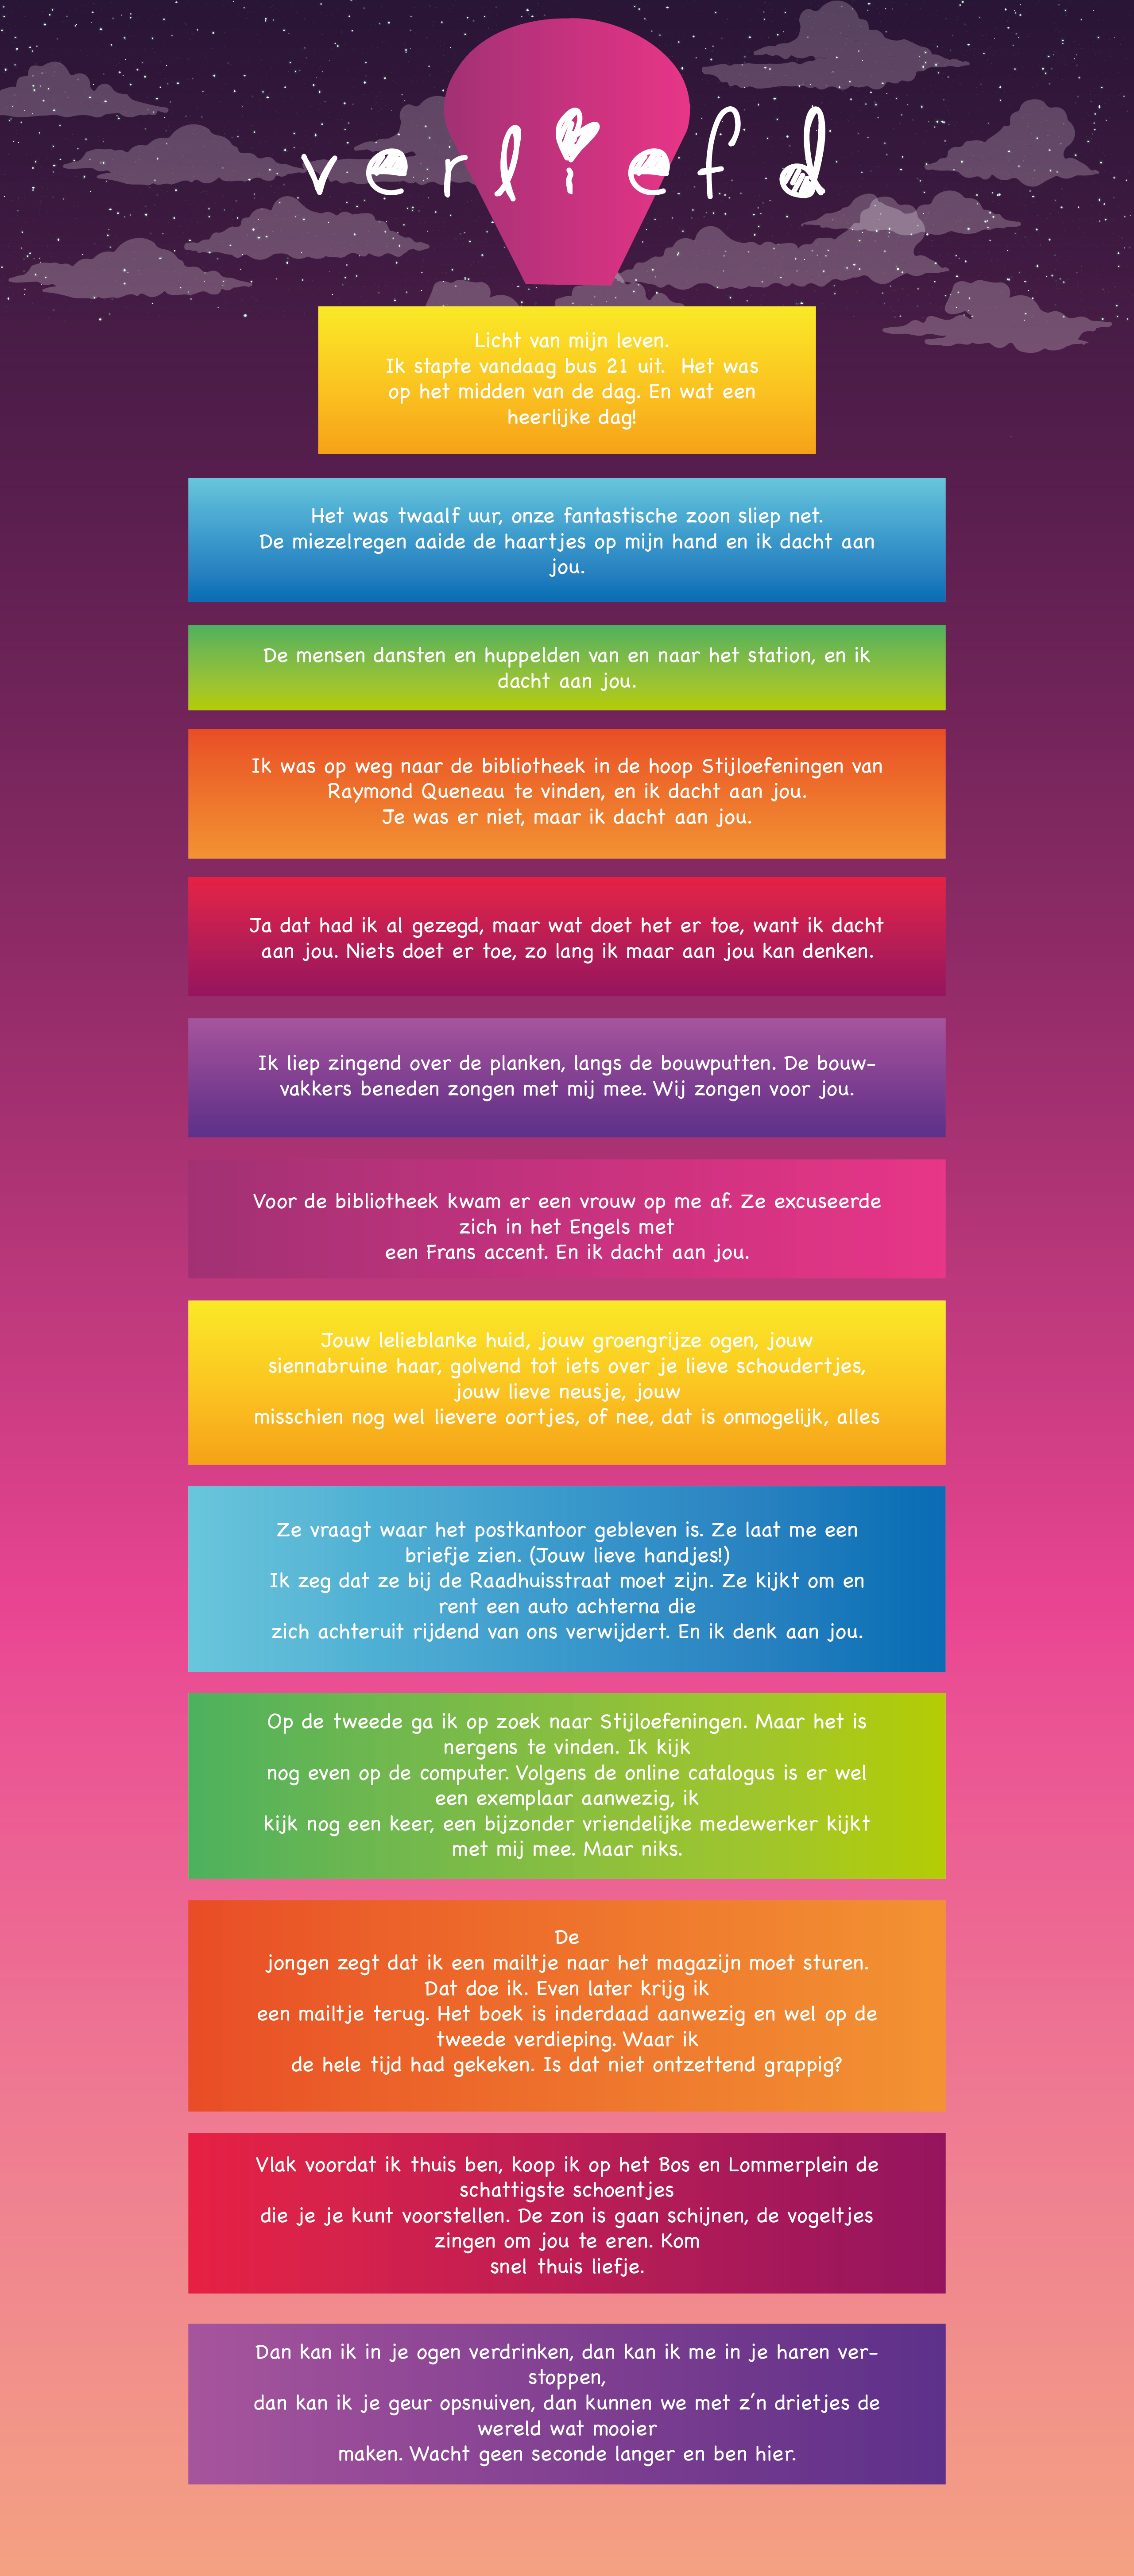 verliefd
Licht van mijn leven.
Ik stapte vandaag bus 21 uit. Het was
op het midden van de dag. En wat een
heerlijke dag!
Het was twaalf uur, onze fantastische zoon sliep net.
De miezelregen aaide de haartjes op mijn hand en ik dacht aan
jou.
De mensen dansten en huppelden van en naar het station, en ik
dacht aan jou.
Ik was op weg naar de bibliotheek in de hoop Stijloefeningen van
Raymond Queneau te vinden, en ik dacht aan jou.
Je was er niet, maar ik dacht aan jou.
Ja dat had ik al gezegd, maar wat doet het er toe, want ik dacht
aan jou. Niets doet er toe, zo lang ik maar aan jou kan denken.
Ik liep zingend over de planken, langs de bouwputten. De bouw-
vakkers beneden zongen met mij mee. Wij zongen voor jou.
Voor de bibliotheek kwam er een vrouw op me af. Ze excuseerde
zich in het Engels met
een Frans accent. En ik dacht aan jou.
Jouw lelieblanke huid, jouw groengrijze ogen, jouw
siennabruine haar, golvend tot iets over je lieve schoudertjes,
jouw lieve neusje, jouw
misschien nog wel lievere oortjes, of nee, dat is onmogelijk, alles
Ze vraagt waar het postkantoor gebleven is. Ze laat me een
briefje zien. (Jouw lieve handjes!)
Ik zeg dat ze bij de Raadhuisstraat moet zijn. Ze kijkt om en
rent een auto achterna die
zich achteruit rijdend van ons verwijdert. En ik denk aan jou.
Op de tweede ga ik op zoek naar Stijloefeningen. Maar het is
nergens te vinden. Ik kijk
nog even op de computer. Volgens de online catalogus is er wel
een exemplaar aanwezig, ik
kijk nog een keer, een bijzonder vriendelijke medewerker kijkt
met mij mee. Maar niks.
De
jongen zegt dat ik een mailtje naar het magazijn moet sturen.
Dat doe ik. Even later krijg ik
een mailtje terug. Het boek is inderdaad aanwezig en wel op de
tweede verdieping. Waar ik
de hele tijd had gekeken. Is dat niet ontzettend grappig?
Vlak voordat ik thuis ben, koop ik op het Bos en Lommerplein de
schattigste schoentjes
die je je kunt voorstellen. De zon is gaan schijnen, de vogeltjes
zingen om jou te eren. Kom
snel thuis liefje.
Dan kan ik in je ogen verdrinken, dan kan ik me in je haren ver-
stoppen,
dan kan ik je geur opsnuiven, dan kunnen we met z'n drietjes de
wereld wat mooier
maken. Wacht geen seconde langer en ben hier.